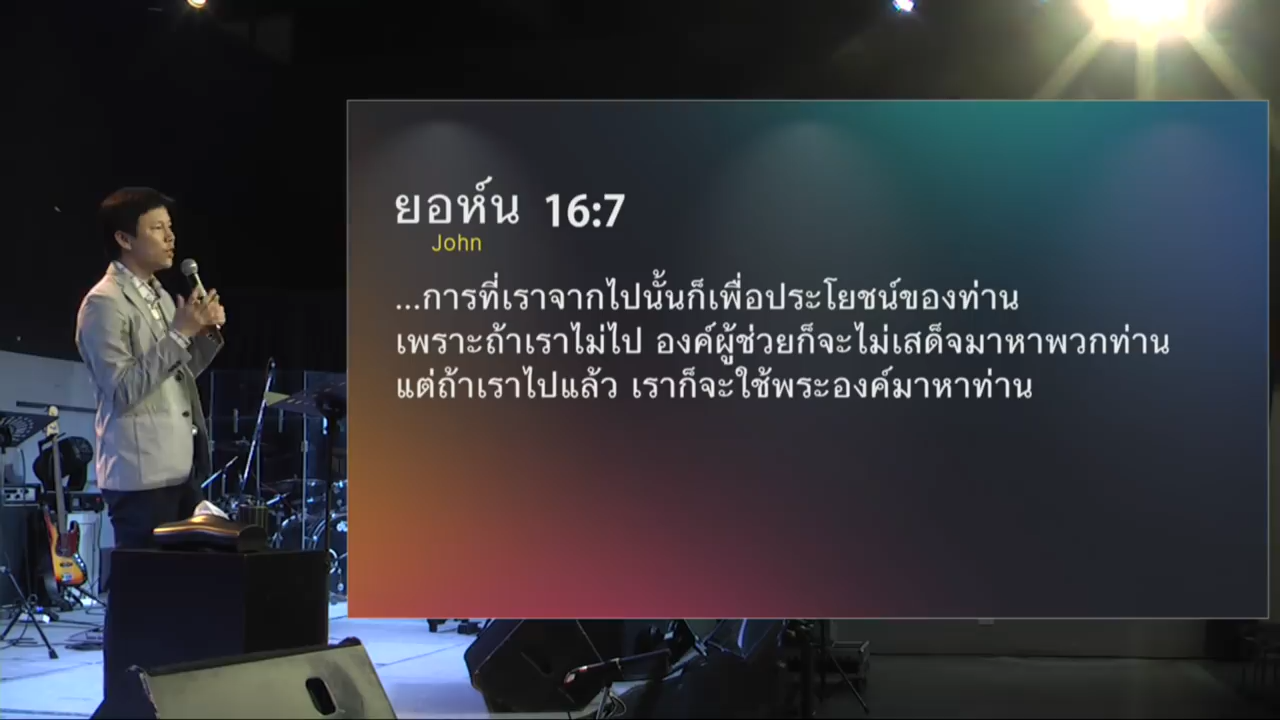 ยอห์น 16:7
John
...การที่เราจากไปนั้นก็เพื่อประโยชน์ของท่าน
เพราะถ้าเราไม่ไป องค์ผู้ช่วยก็จะไม่เสด็จมาหาพวกท่าน
แต่ถ้าเราไปแล้ว เราก็จะใช้พระองค์มาหาท่าน